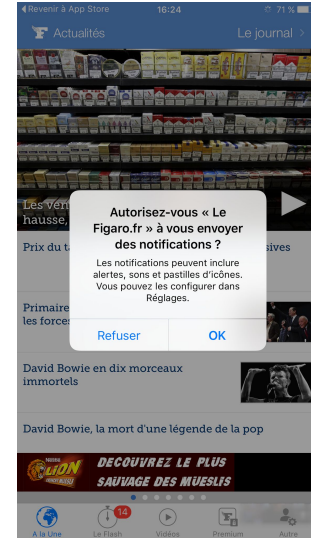 Revenir à App Store 16:24 71 %
Actualités Le journal
Les ven
hausse,
Autorisez-vous « Le
Figaro.fr » à vous envoyer
des notifications ?
Les notifications peuvent inclure
alertes, sons et pastilles d'icônes.
Vous pouvez les configurer dans
Réglages.
Refuser OK
Prix du ta sives
Primaire
les forces
David Bowie en dix morceaux
immortels
David Bowie, la mort d'une légende de la pop
LION
DECOUVREZ LE PLUS
SAUVAGE DES MUESLIS
14
A la Une Le Flash Vidéos Premium Autre